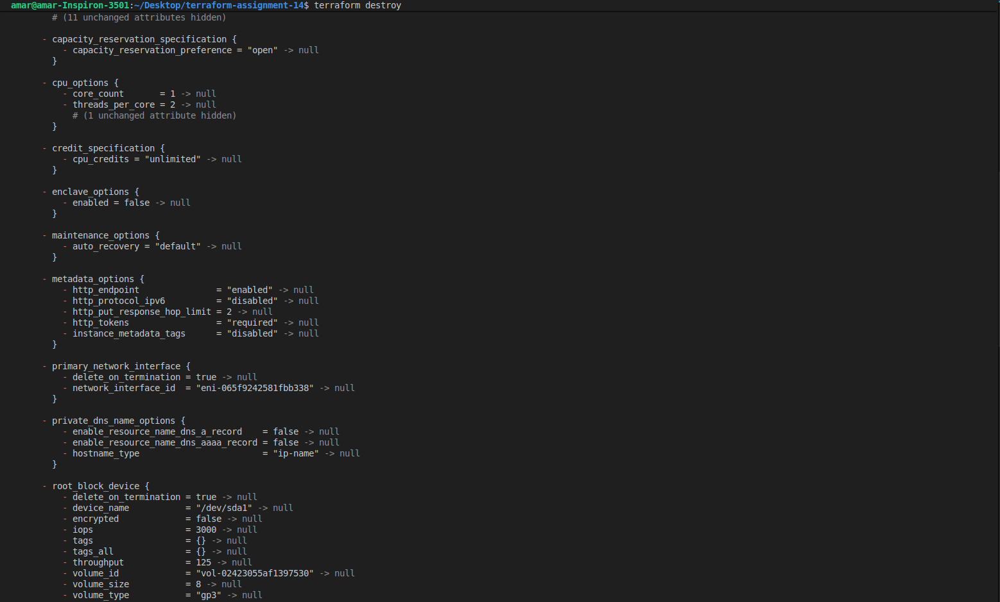 amar@amar-Inspiron-3501:~/Desktop/terraform-assignment-14$ terraform destroy
# (11 unchanged attributes hidden)
- capacity_reservation_specification {
- capacity_reservation_preference = "open" -> null
}
- cpu_options {
- core_count       = 1 -> null
- threads_per_core = 2 -> null
# (1 unchanged attribute hidden)
}
- credit_specification {
- cpu_credits = "unlimited" -> null
}
- enclave_options {
- enabled = false -> null
}
- maintenance_options {
- auto_recovery = "default" -> null
}
- metadata_options {
- http_endpoint               = "enabled" -> null
- http_protocol_ipv6          = "disabled" -> null
- http_put_response_hop_limit = 2 -> null
- http_tokens                 = "required" -> null
- instance_metadata_tags      = "disabled" -> null
}
- primary_network_interface {
- delete_on_termination = true -> null
- network_interface_id  = "eni-065f9242581fbb338" -> null
}
- private_dns_name_options {
- enable_resource_name_dns_a_record    = false -> null
- enable_resource_name_dns_aaaa_record = false -> null
- hostname_type                        = "ip-name" -> null
}
- root_block_device {
- delete_on_termination = true -> null
- device_name           = "/dev/sda1" -> null
- encrypted             = false -> null
- iops                  = 3000 -> null
- tags                  = {} -> null
- tags_all              = {} -> null
- throughput            = 125 -> null
- volume_id             = "vol-02423055af1397530" -> null
- volume_size           = 8 -> null
- volume_type           = "gp3" -> null